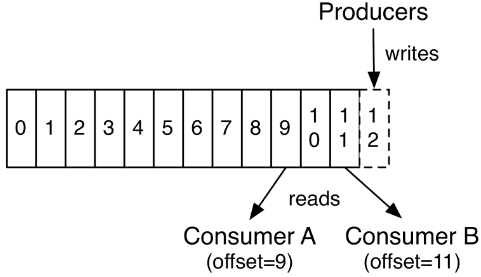 Producers
writes
0 1 2 3 4 5 6 7 8 9 10 11 12
reads
Consumer A Consumer B
(offset=9) (offset=11)